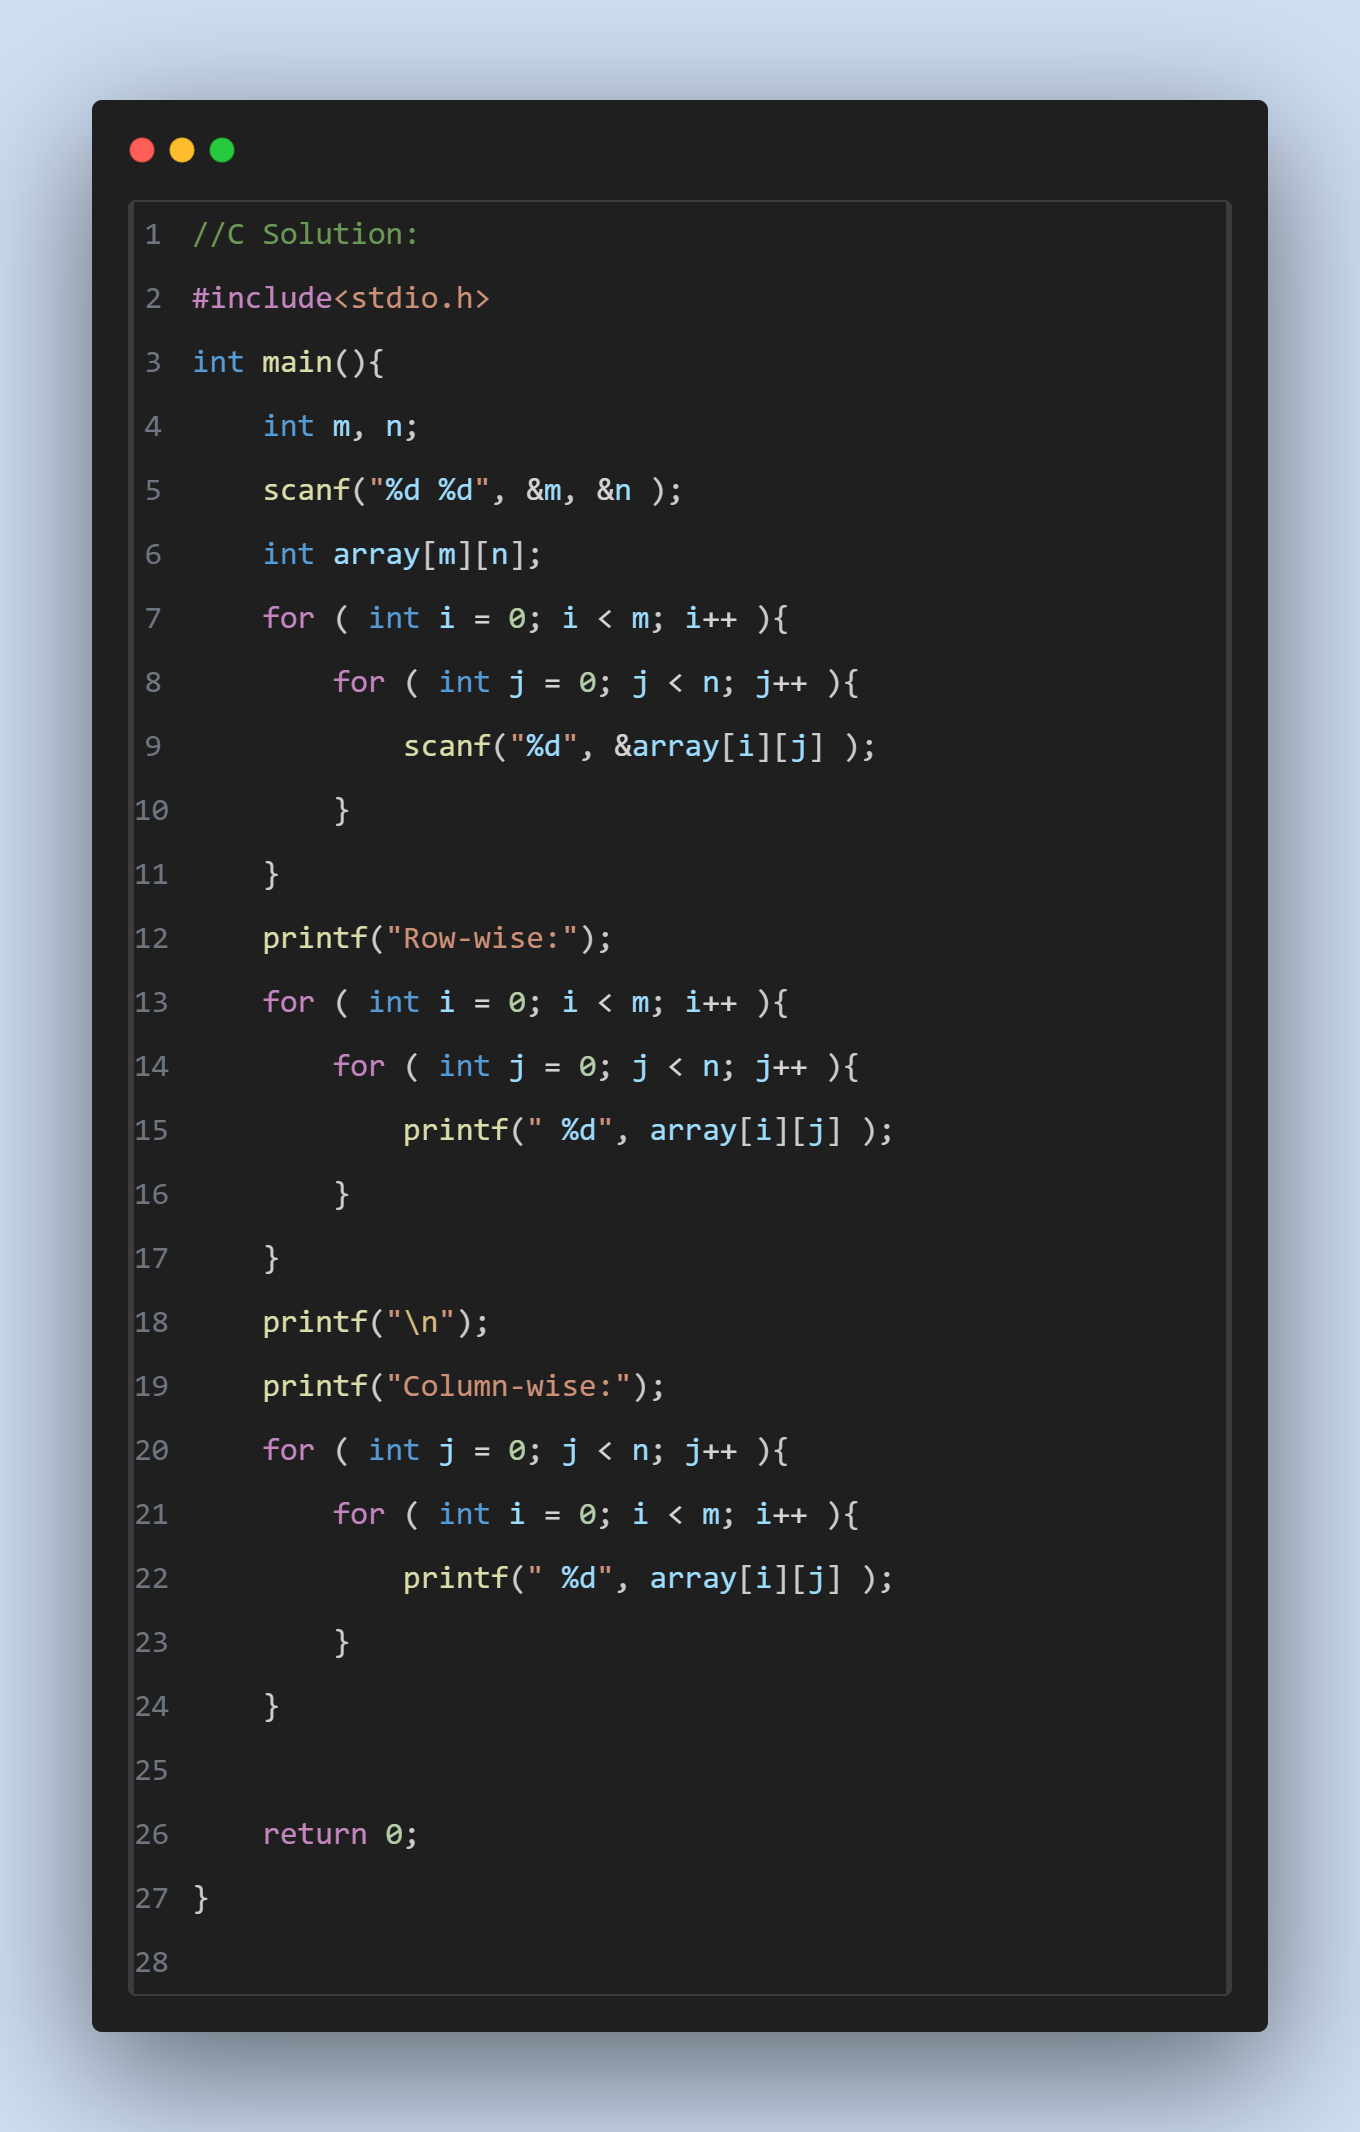 1 //C Solution:
2 #include<stdio.h>
3 int main(){
4     int m, n;
5     scanf("%d %d", &m, &n );
6     int array[m][n];
7     for ( int i = 0; i < m; i++ ){
8         for ( int j = 0; j < n; j++ ){
9             scanf("%d", &array[i][j] );
10         }
11     }
12     printf("Row-wise:");
13     for ( int i = 0; i < m; i++ ){
14         for ( int j = 0; j < n; j++ ){
15             printf(" %d", array[i][j] );
16         }
17     }
18     printf("\n");
19     printf("Column-wise:");
20     for ( int j = 0; j < n; j++ ){
21         for ( int i = 0; i < m; i++ ){
22             printf(" %d", array[i][j] );
23         }
24     }
25
26     return 0;
27 }
28